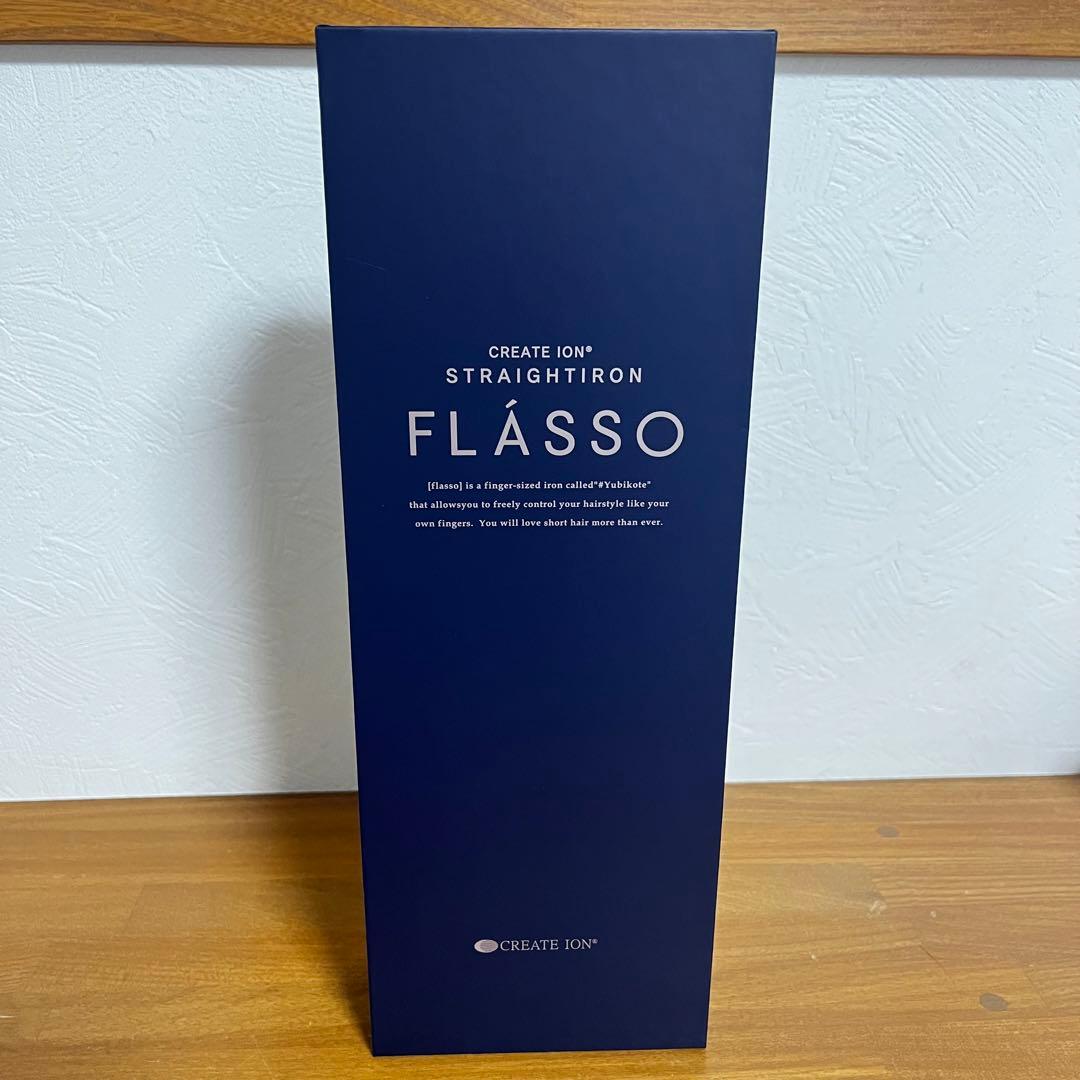 CREATE ION®
STRAIGHTIRON
FLÁSSO
[flasso] is a finger-sized iron called"#Yubikote"
that allowsyou to freely control your hairstyle like your
own fingers. You will love short hair more than ever.
CREATE ION®